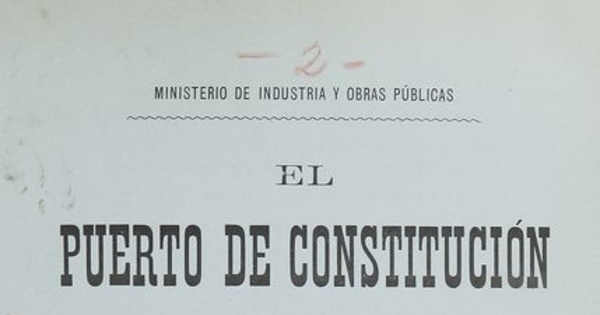 — 2 —
MINISTERIO DE INDUSTRIA Y OBRAS PÚBLICAS
EL
PUERTO DE CONSTITUCIÓN